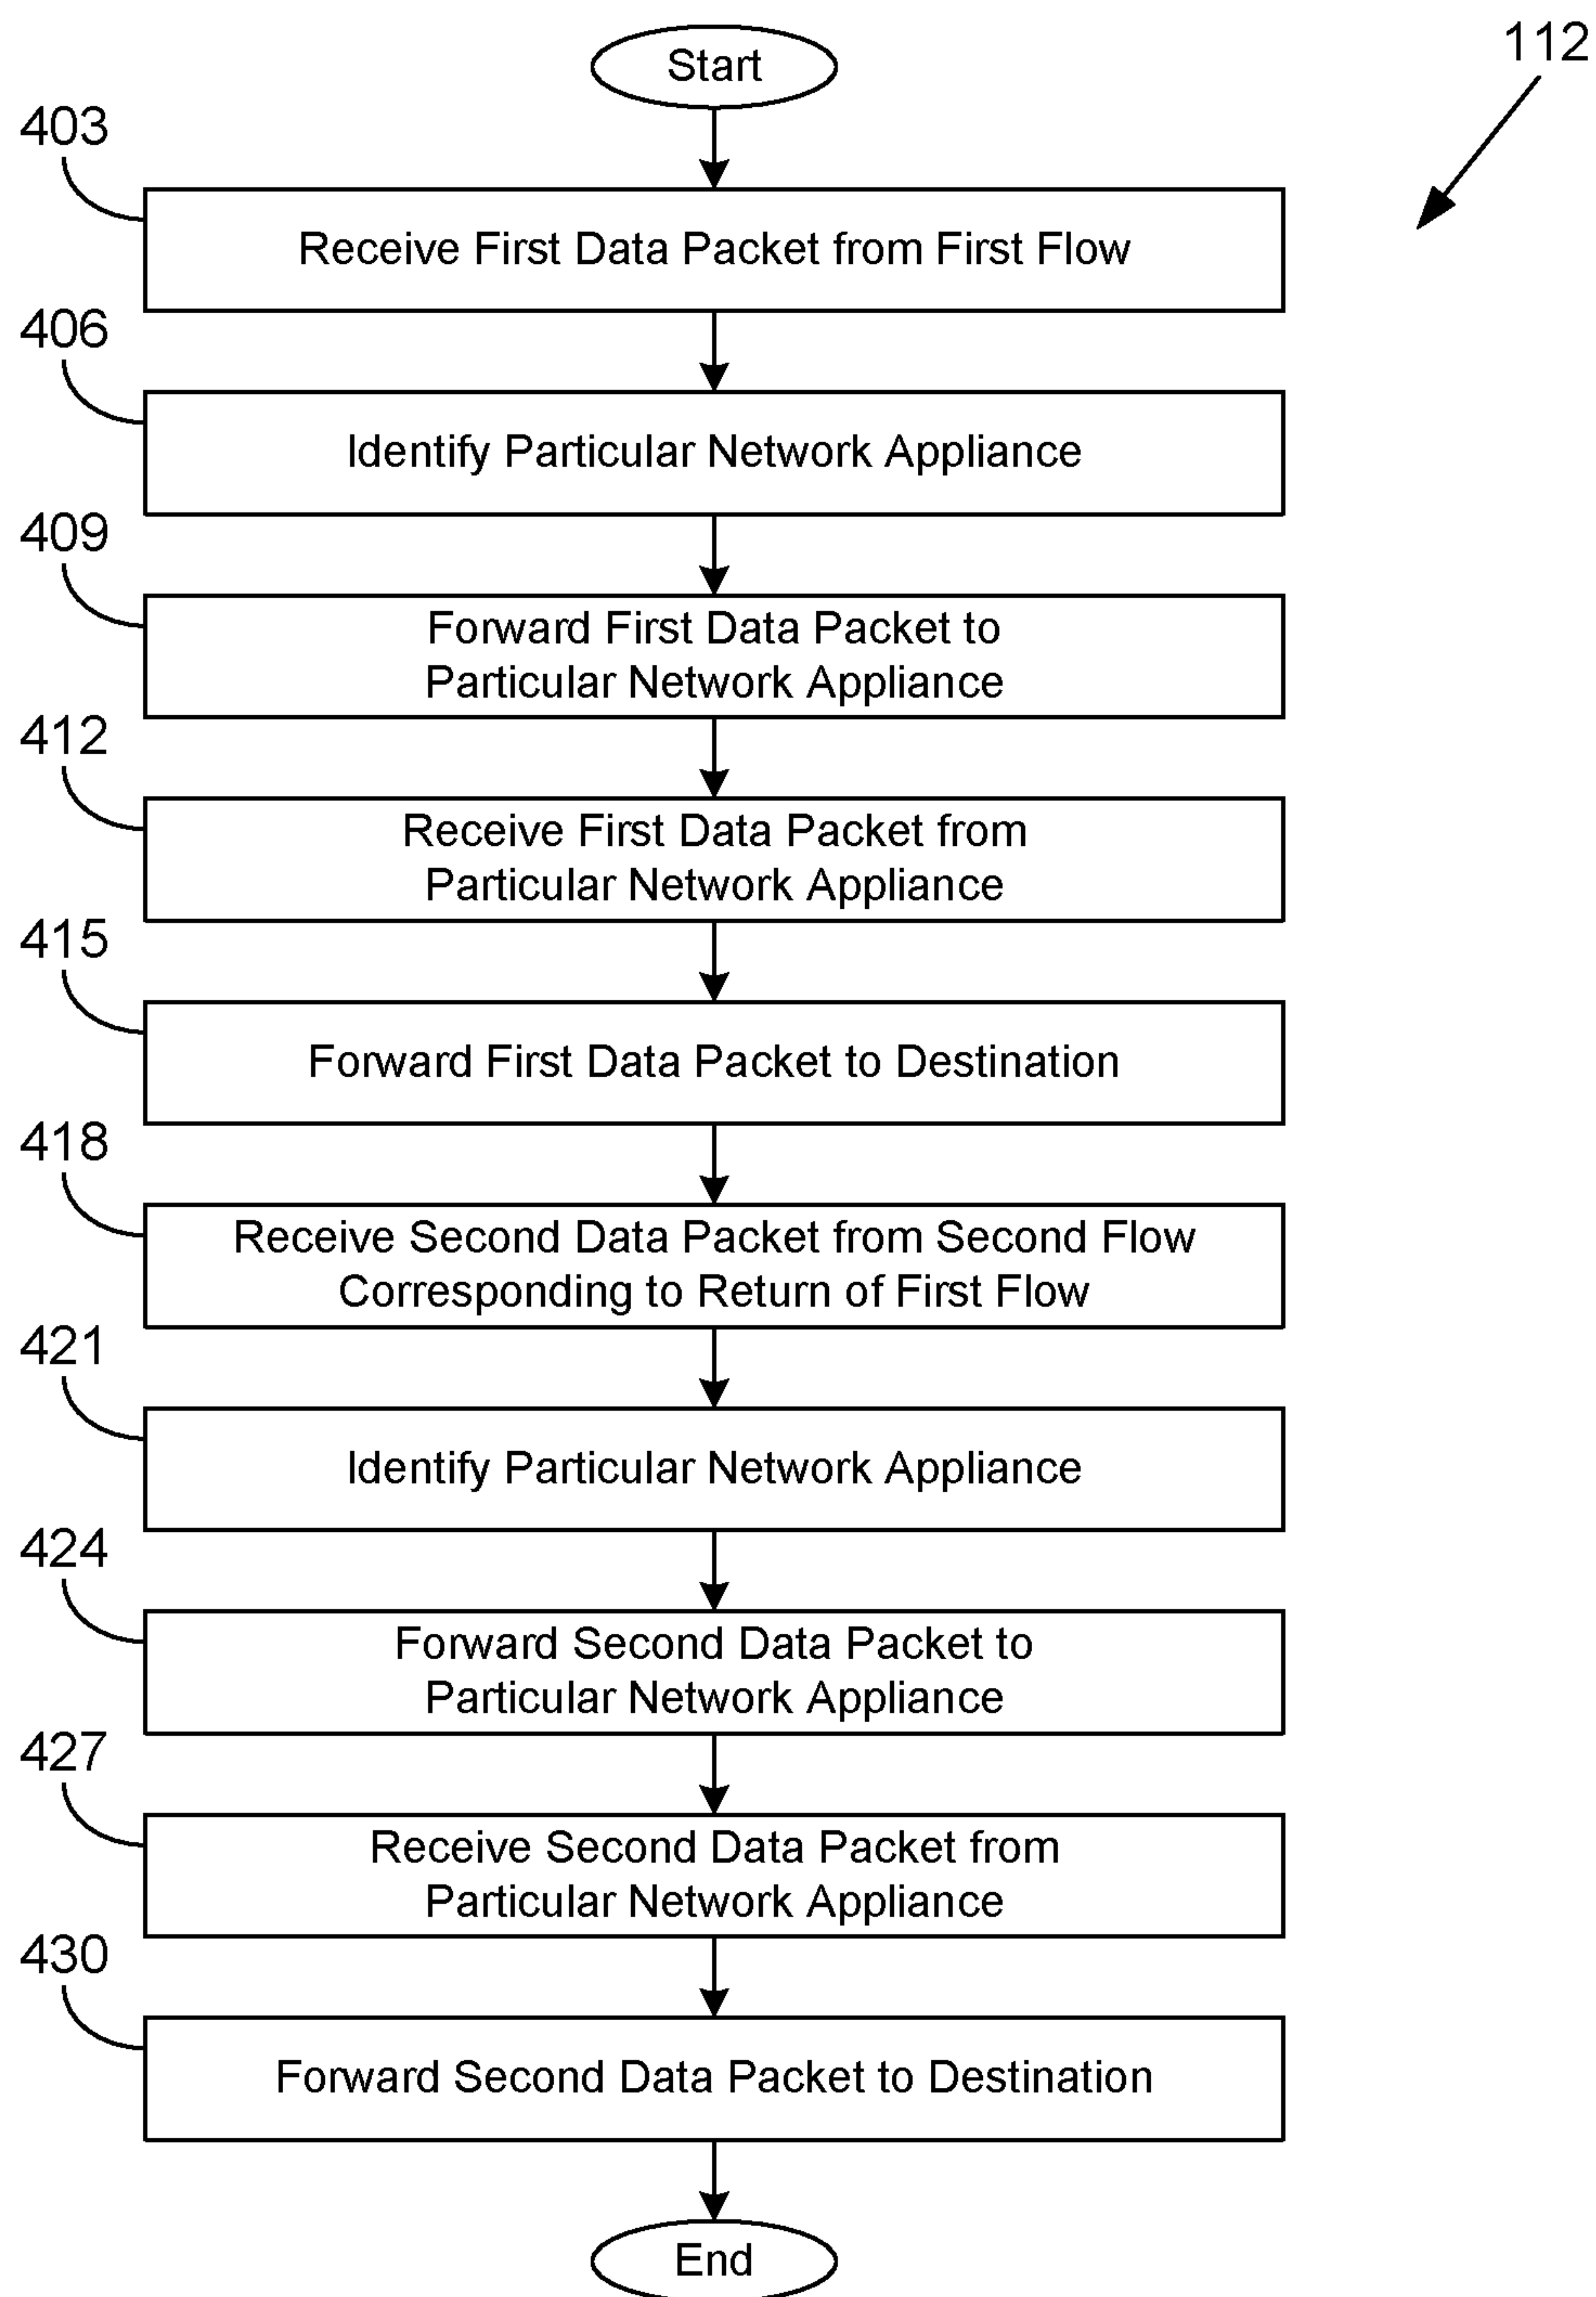 112
Start
403
Receive First Data Packet from First Flow
406
Identify Particular Network Appliance
409
Forward First Data Packet to
Particular Network Appliance
412
Receive First Data Packet from
Particular Network Appliance
415
Forward First Data Packet to Destination
418
Receive Second Data Packet from Second Flow
Corresponding to Return of First Flow
421
Identify Particular Network Appliance
424
Forward Second Data Packet to
Particular Network Appliance
427
Receive Second Data Packet from
Particular Network Appliance
430
Forward Second Data Packet to Destination
End